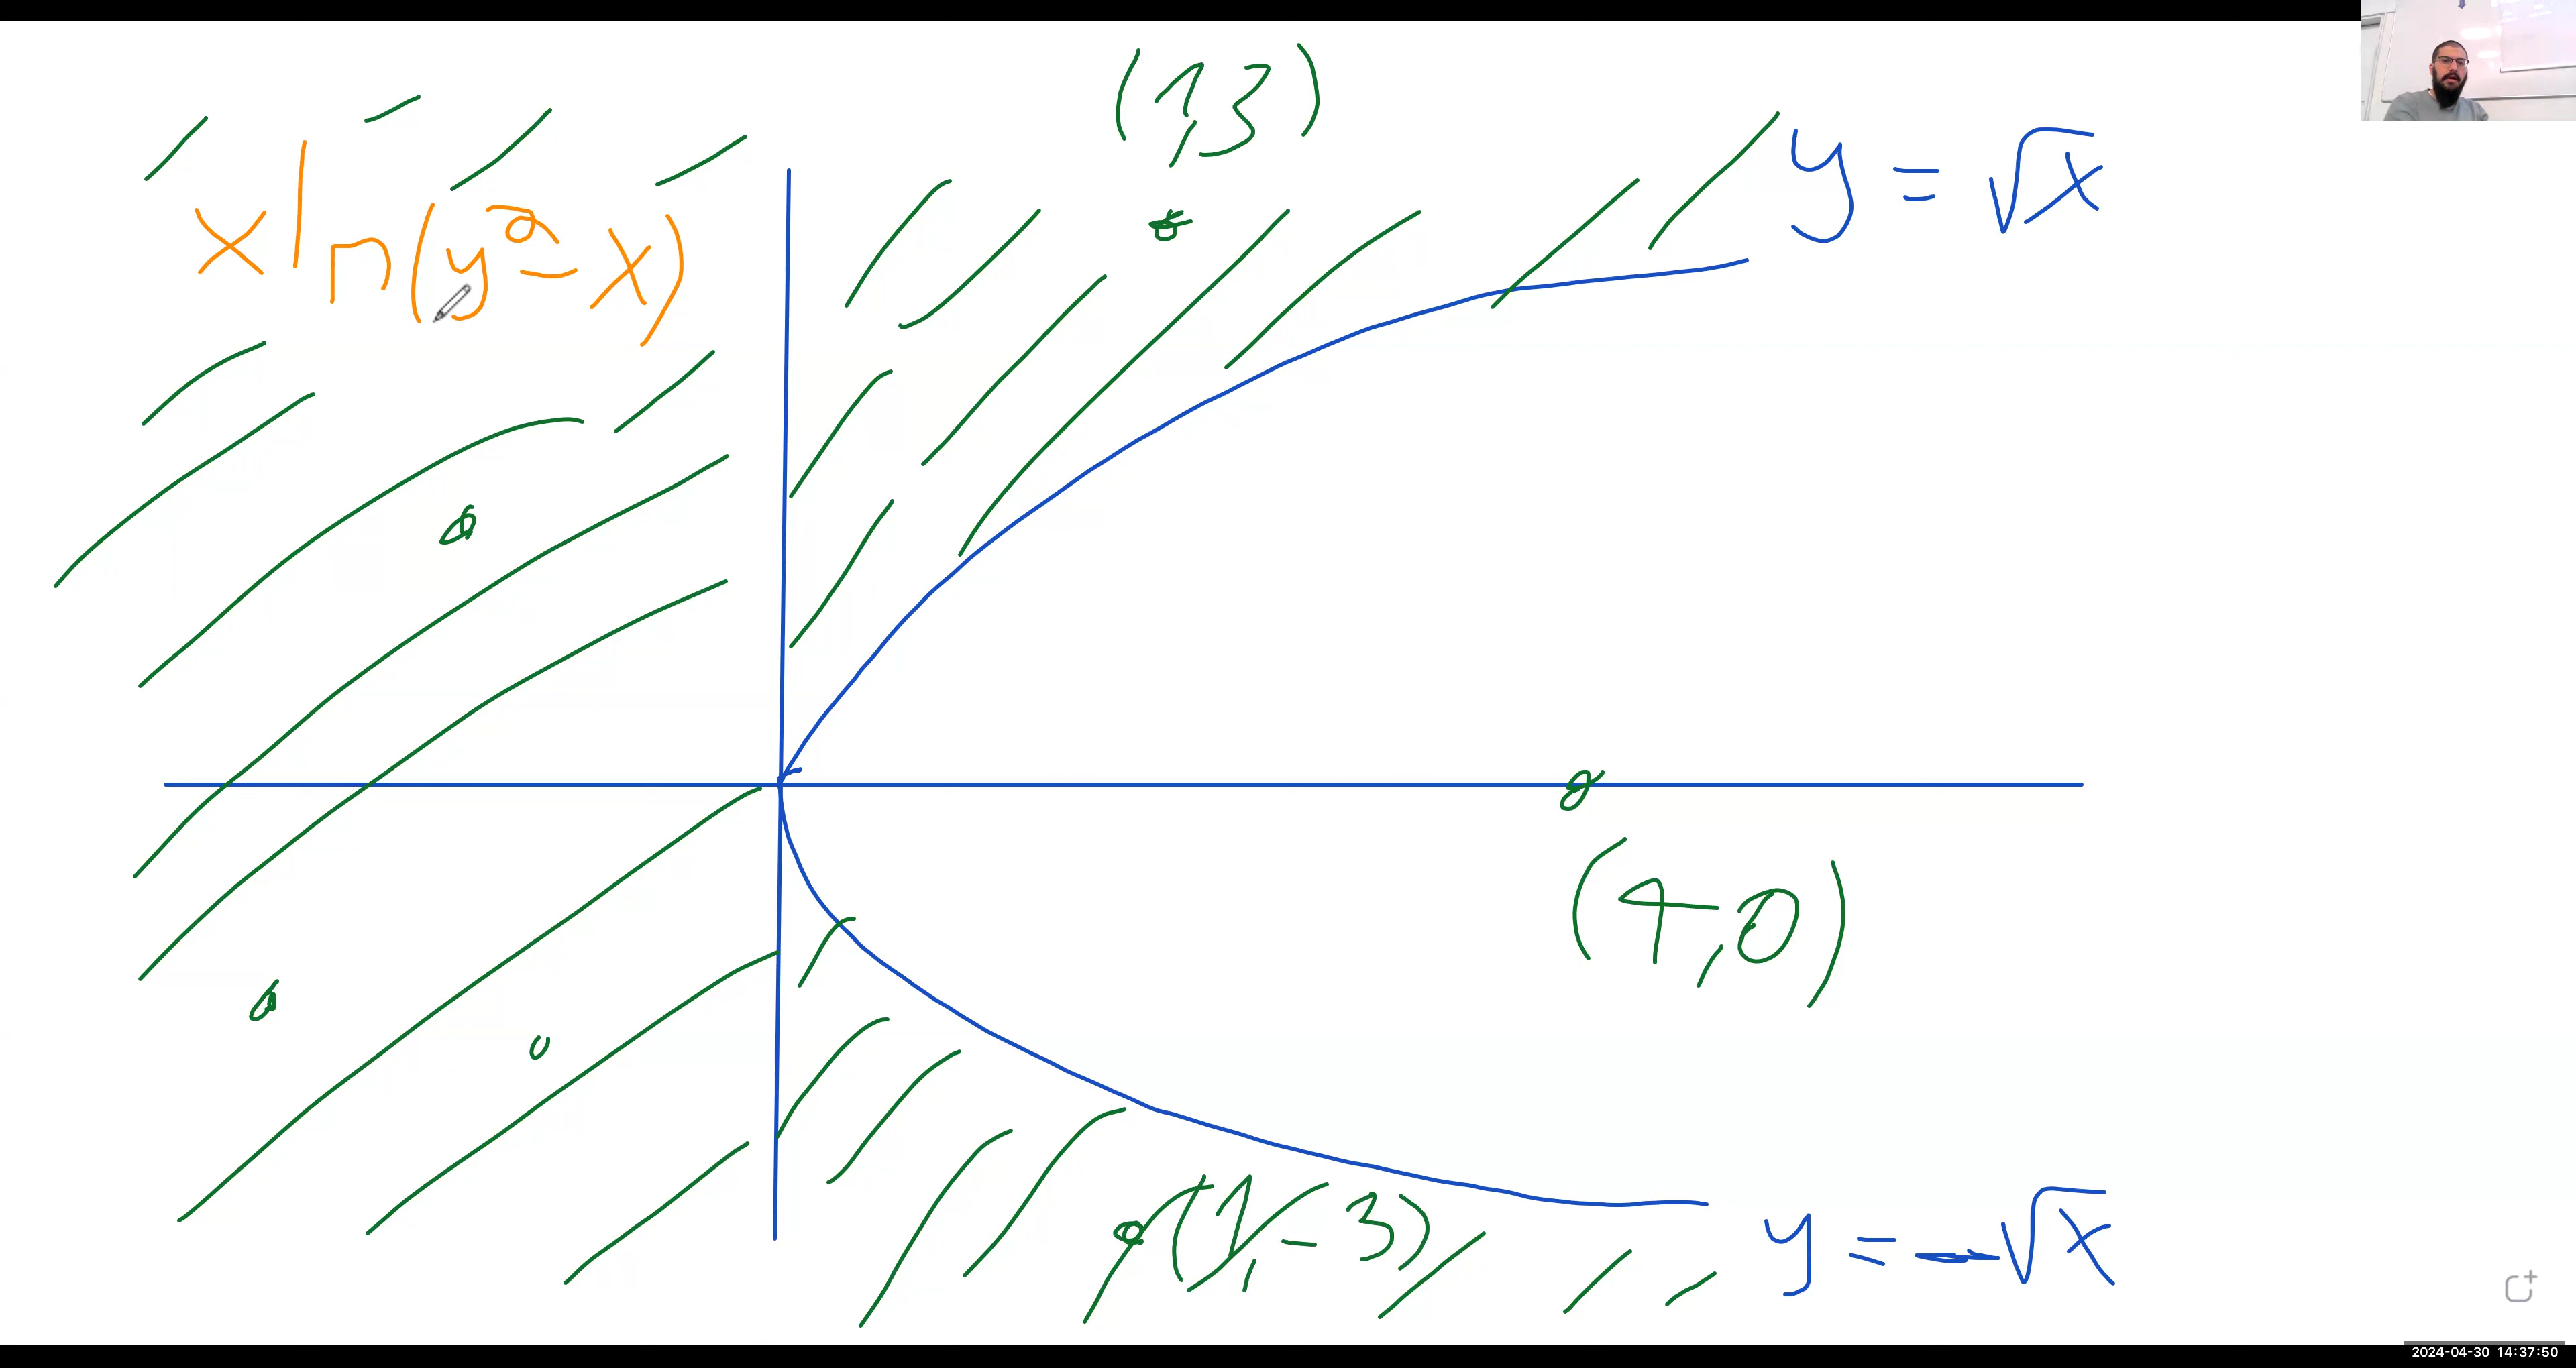 (1,3)
y = √x
x ln(y²-x)
(4,0)
(1,-3)
y = -√x
2024-04-30 14:37:50